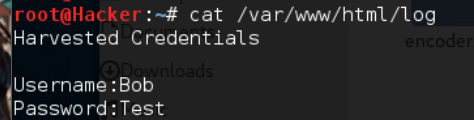 root@Hacker:~# cat /var/www/html/log
Harvested Credentials
encoder
Downloads
Username:Bob
Password:Test